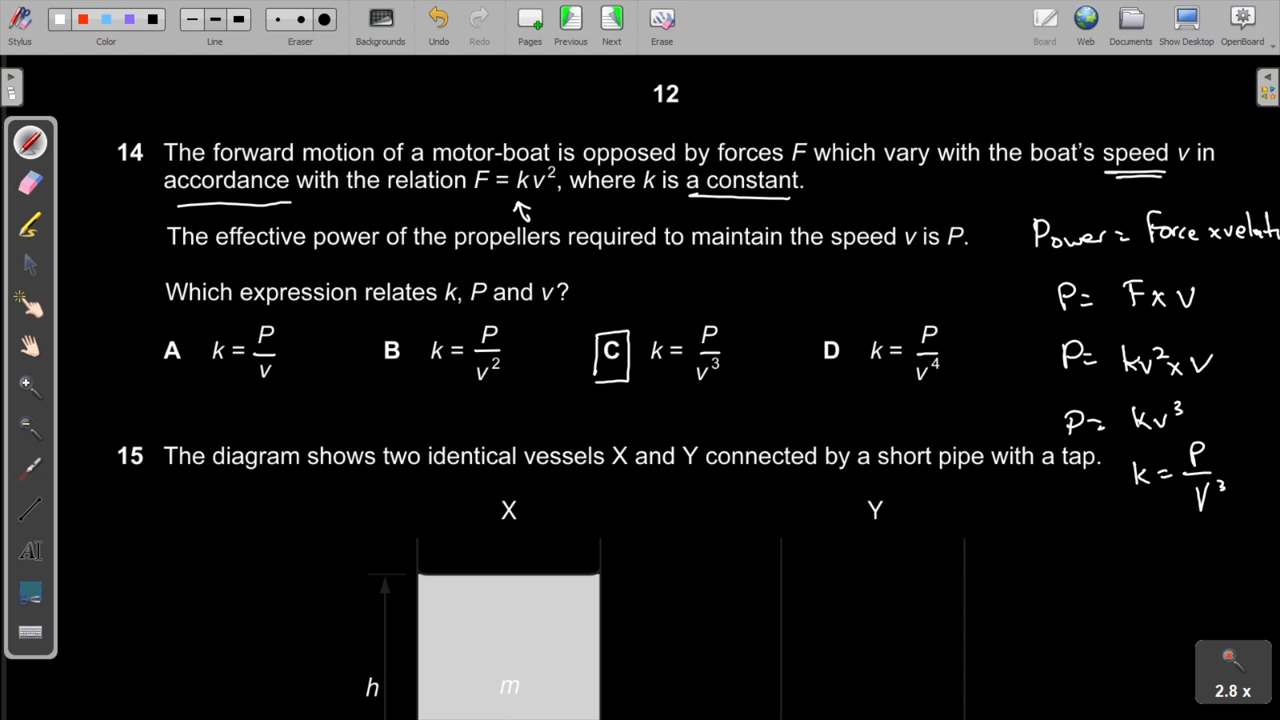 Stylus Color Line Eraser Backgrounds Undo Redo Pages Previous Next Erase Board Web Documents Show Desktop OpenBoard
12
14 The forward motion of a motor-boat is opposed by forces F which vary with the boat's speed v in
accordance with the relation F = kv², where k is a constant.
The effective power of the propellers required to maintain the speed v is P.
Which expression relates k, P and v?
A k = P/v B k = P/v² C k = P/v³ D k = P/v⁴
Power = Force x velati
P = F x v
P = kv² x v
P = kv³
k = P/v³
15 The diagram shows two identical vessels X and Y connected by a short pipe with a tap.
X Y
h m
2.8 x